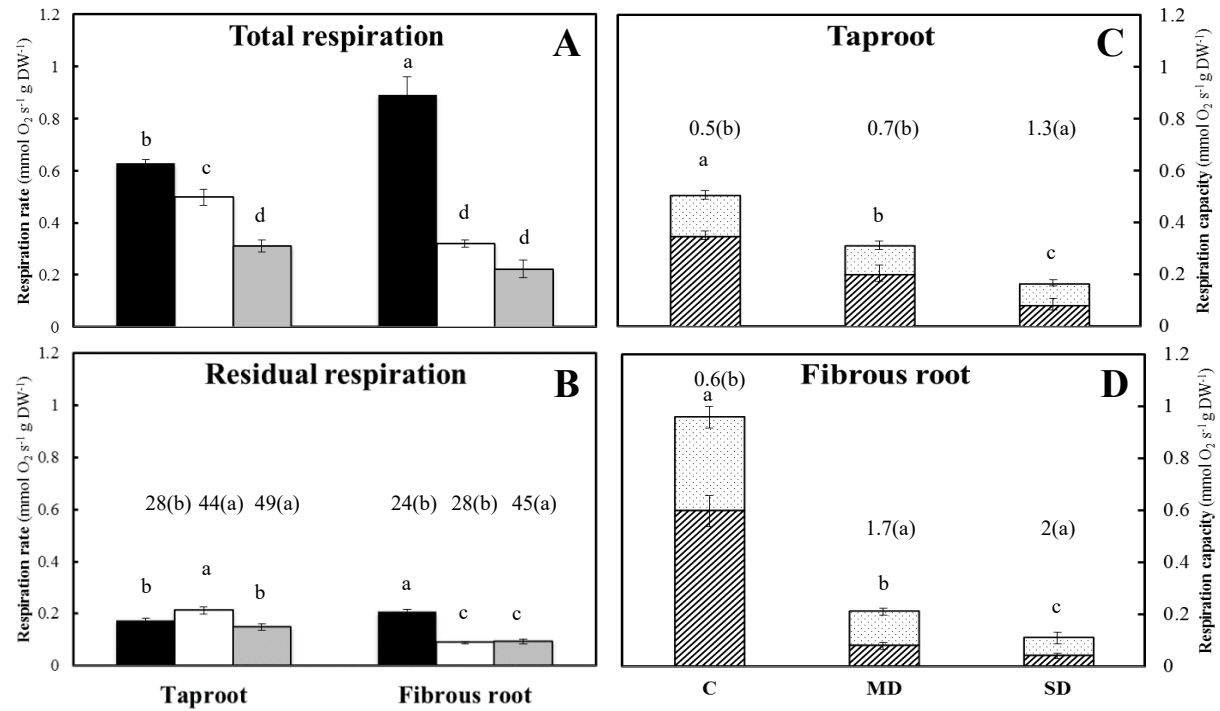 Total respiration A
Respiration rate (mmol O₂ s⁻¹ g DW⁻¹)
1.2
1
0.8
0.6
0.4
0.2
0
b
c
d
a
d
d
Taproot C
0.5(b) 0.7(b) 1.3(a)
a
b
c
1.2
1
0.8
0.6
0.4
0.2
0
Respiration capacity (mmol O₂ s⁻¹ g DW⁻¹)
Residual respiration B
Respiration rate (mmol O₂ s⁻¹ g DW⁻¹)
1.2
1
0.8
0.6
0.4
0.2
0
28(b) 44(a) 49(a) 24(b) 28(b) 45(a)
b
a
b
a
c
c
Taproot Fibrous root
Fibrous root D
0.6(b)
a
1.7(a) 2(a)
b
c
1.2
1
0.8
0.6
0.4
0.2
0
Respiration capacity (mmol O₂ s⁻¹ g DW⁻¹)
C MD SD